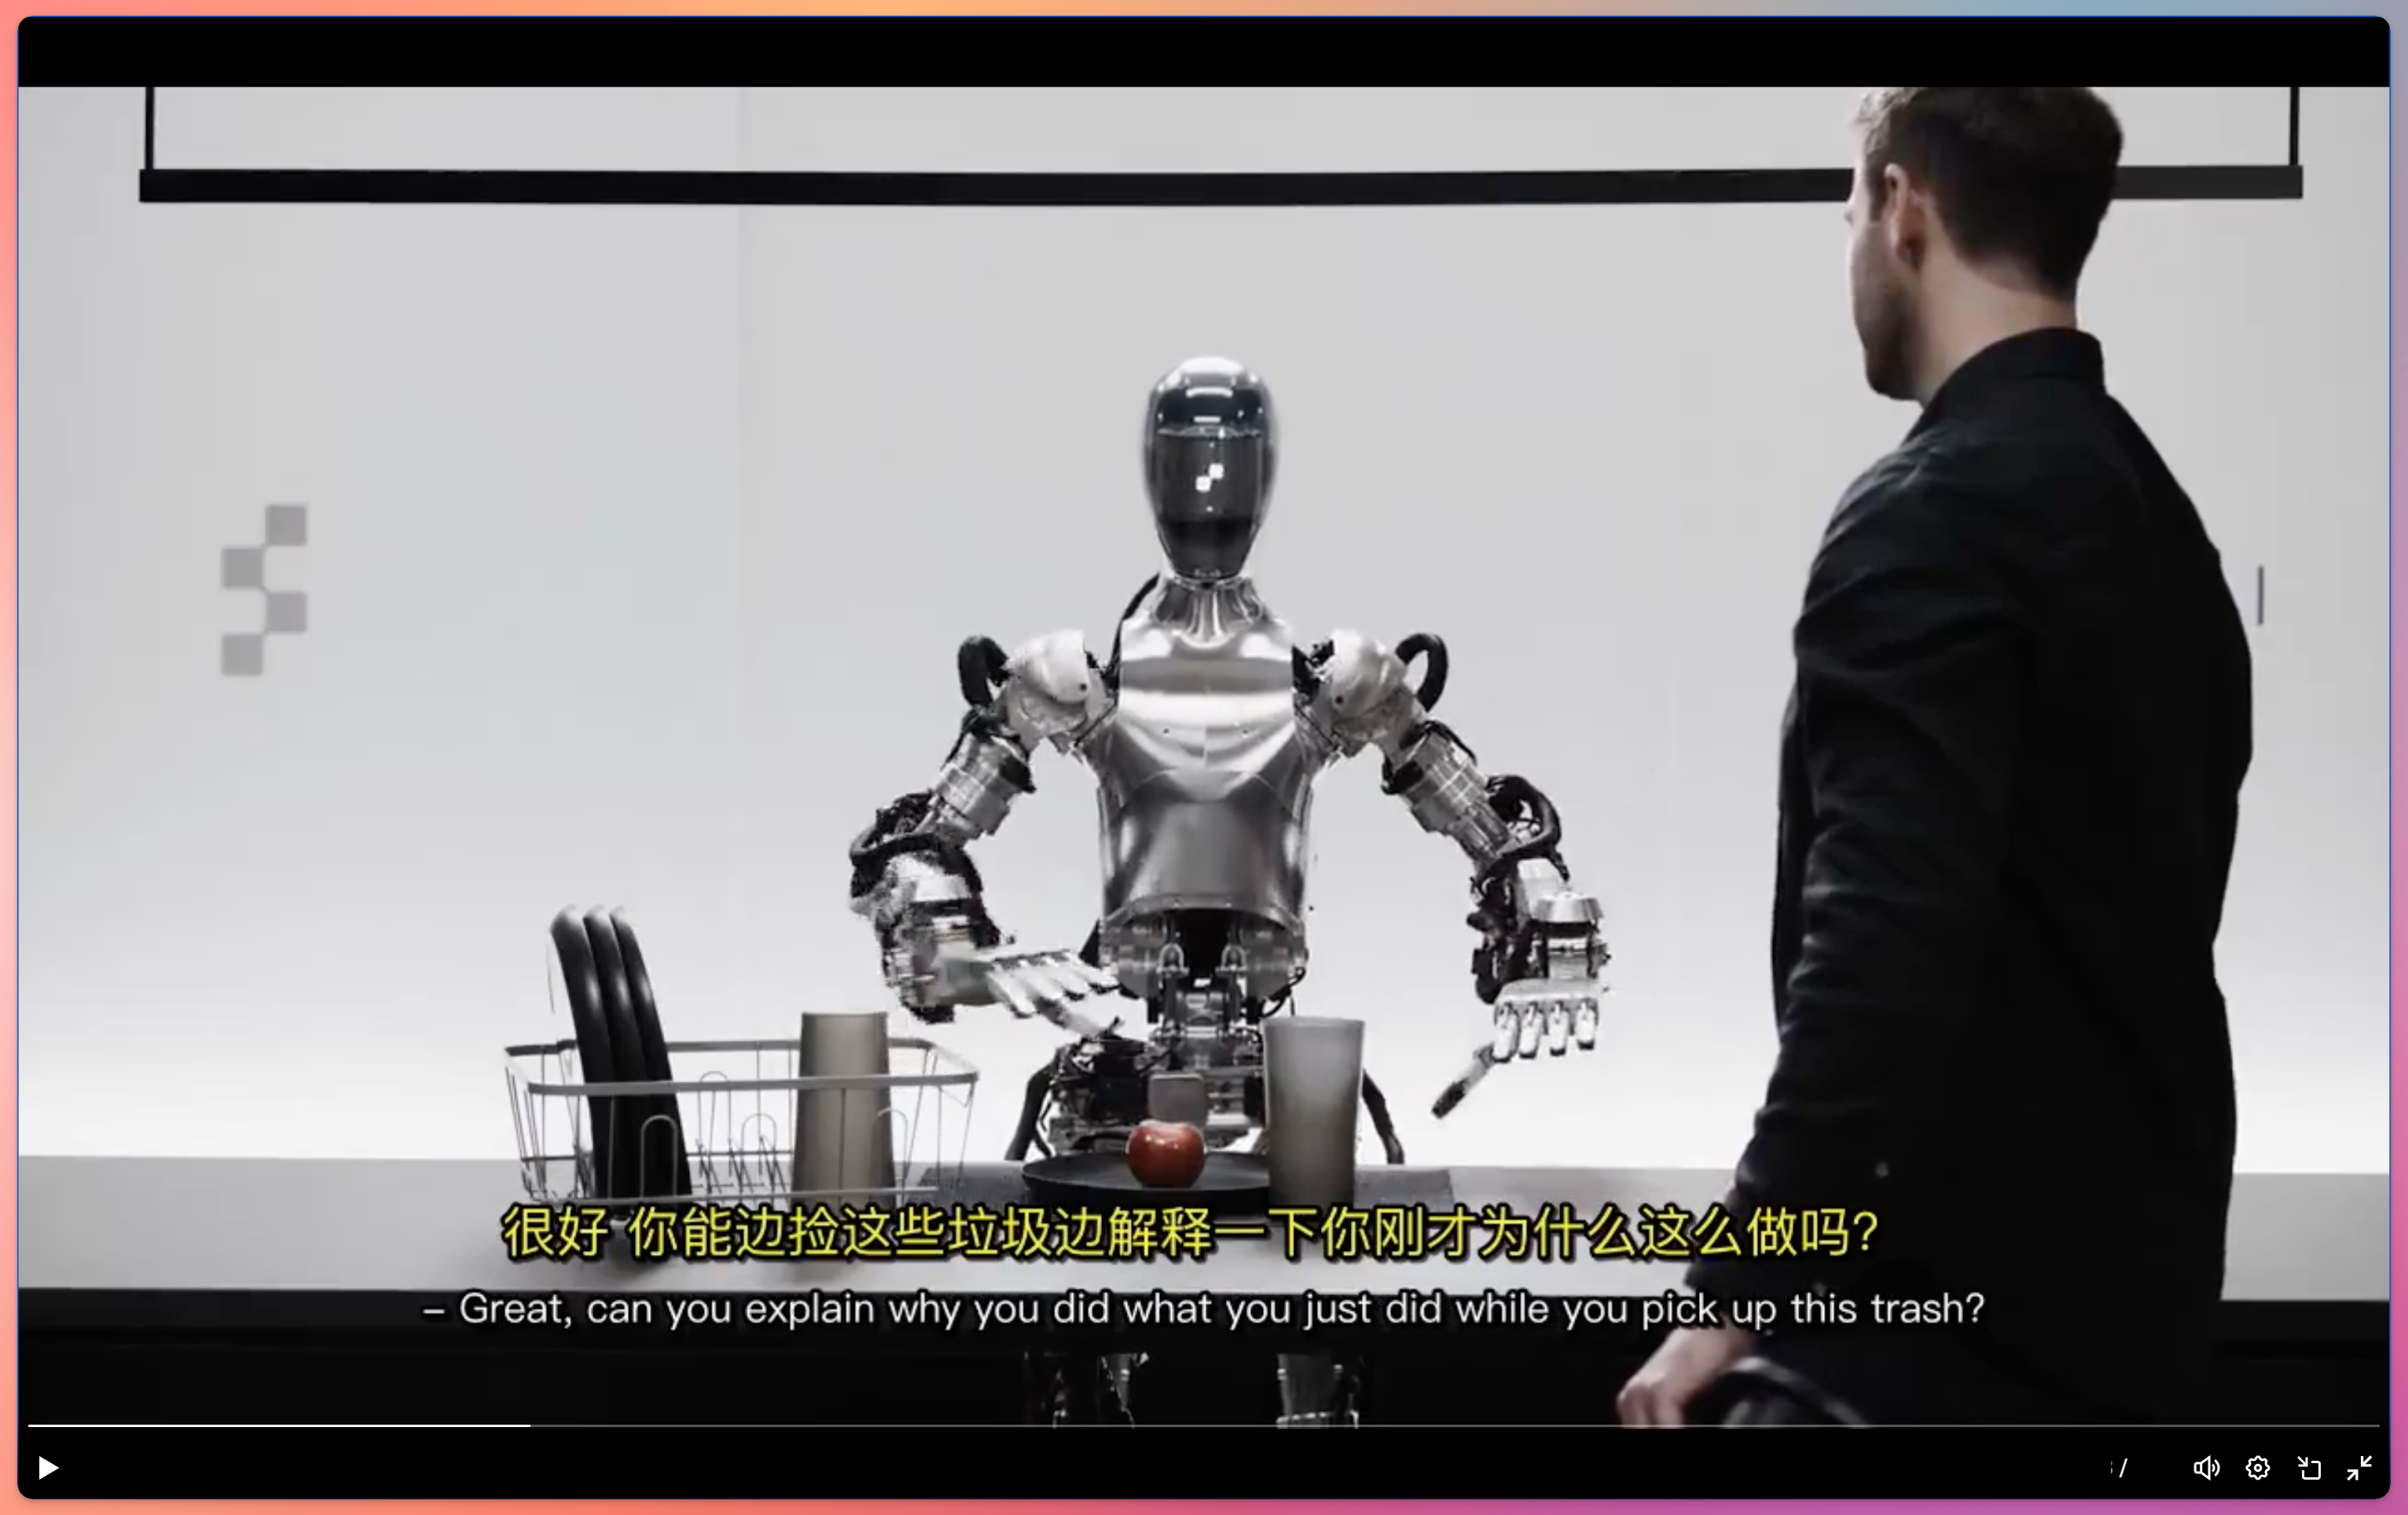 很好 你能边捡这些垃圾边解释一下你刚才为什么这么做吗?
– Great, can you explain why you did what you just did while you pick up this trash?
/